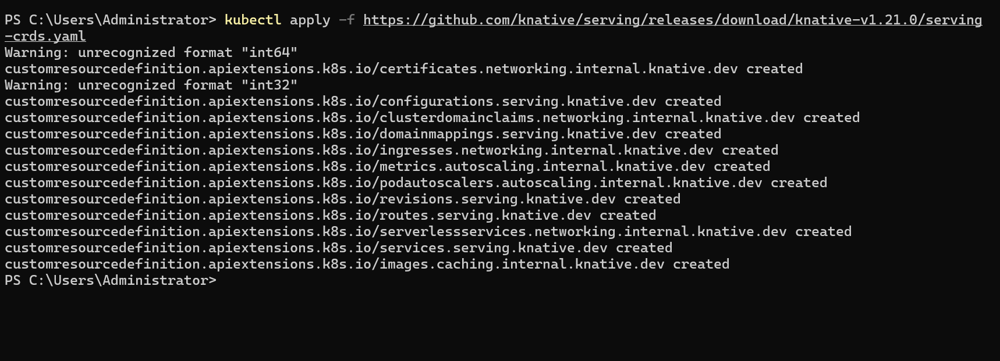 PS C:\Users\Administrator> kubectl apply -f https://github.com/knative/serving/releases/download/knative-v1.21.0/serving
-crds.yaml
Warning: unrecognized format "int64"
customresourcedefinition.apiextensions.k8s.io/certificates.networking.internal.knative.dev created
Warning: unrecognized format "int32"
customresourcedefinition.apiextensions.k8s.io/configurations.serving.knative.dev created
customresourcedefinition.apiextensions.k8s.io/clusterdomainclaims.networking.internal.knative.dev created
customresourcedefinition.apiextensions.k8s.io/domainmappings.serving.knative.dev created
customresourcedefinition.apiextensions.k8s.io/ingresses.networking.internal.knative.dev created
customresourcedefinition.apiextensions.k8s.io/metrics.autoscaling.internal.knative.dev created
customresourcedefinition.apiextensions.k8s.io/podautoscalers.autoscaling.internal.knative.dev created
customresourcedefinition.apiextensions.k8s.io/revisions.serving.knative.dev created
customresourcedefinition.apiextensions.k8s.io/routes.serving.knative.dev created
customresourcedefinition.apiextensions.k8s.io/serverlessservices.networking.internal.knative.dev created
customresourcedefinition.apiextensions.k8s.io/services.serving.knative.dev created
customresourcedefinition.apiextensions.k8s.io/images.caching.internal.knative.dev created
PS C:\Users\Administrator>